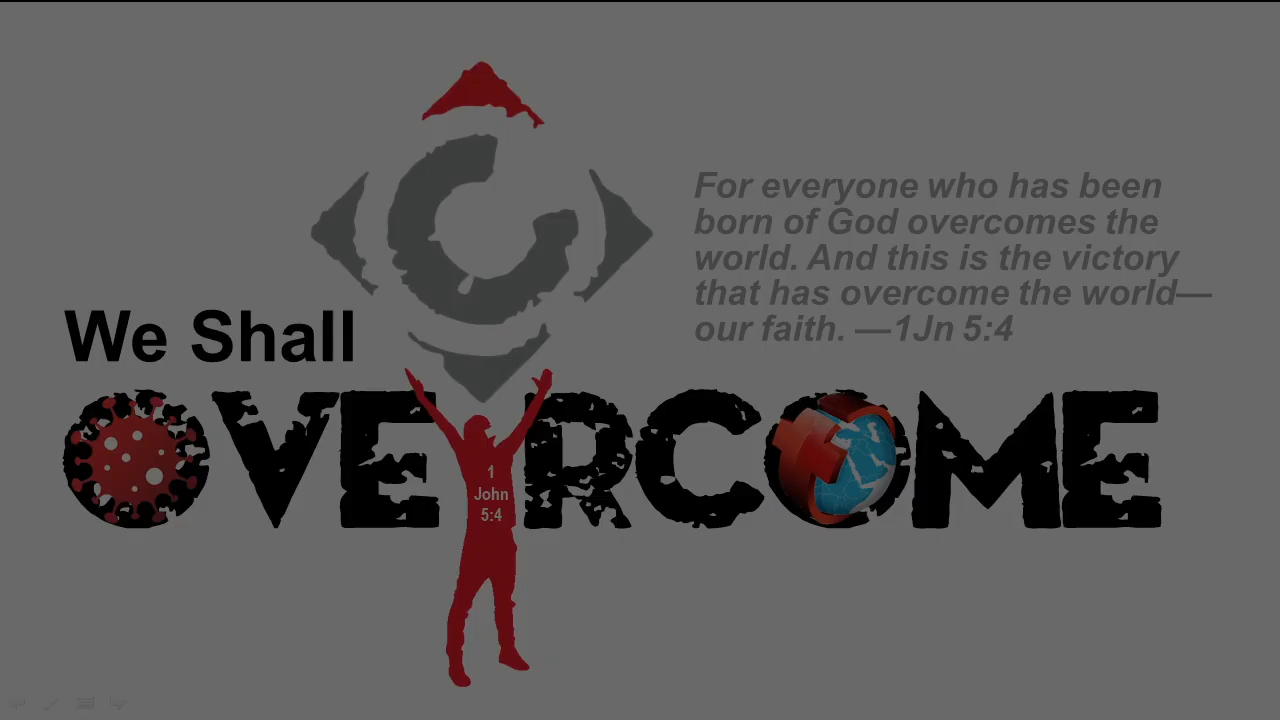 For everyone who has been
born of God overcomes the
world. And this is the victory
that has overcome the world—
our faith. —1Jn 5:4
We Shall
OVERCOME
1
John
5:4